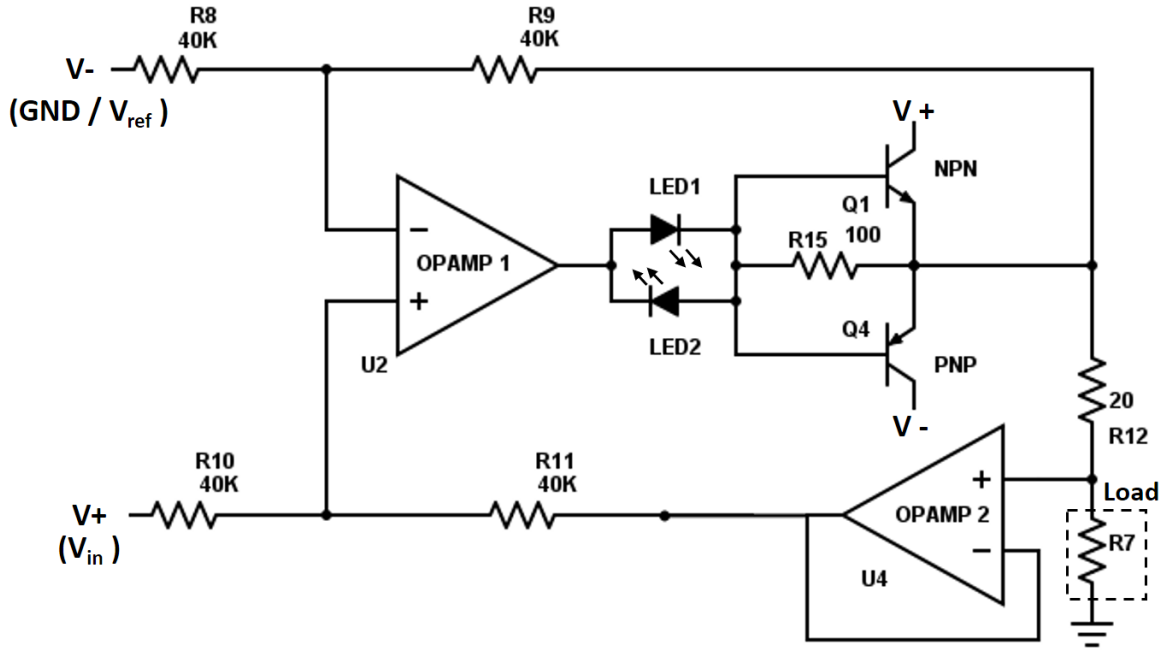 R8
40K
R9
40K
V-
(GND / Vref )
V +
NPN
LED1
Q1
R15
100
−
OPAMP 1
+
Q4
LED2
U2
PNP
V -
20
R12
R10
40K
R11
40K
+
Load
V+
(Vin )
OPAMP 2
R7
−
U4